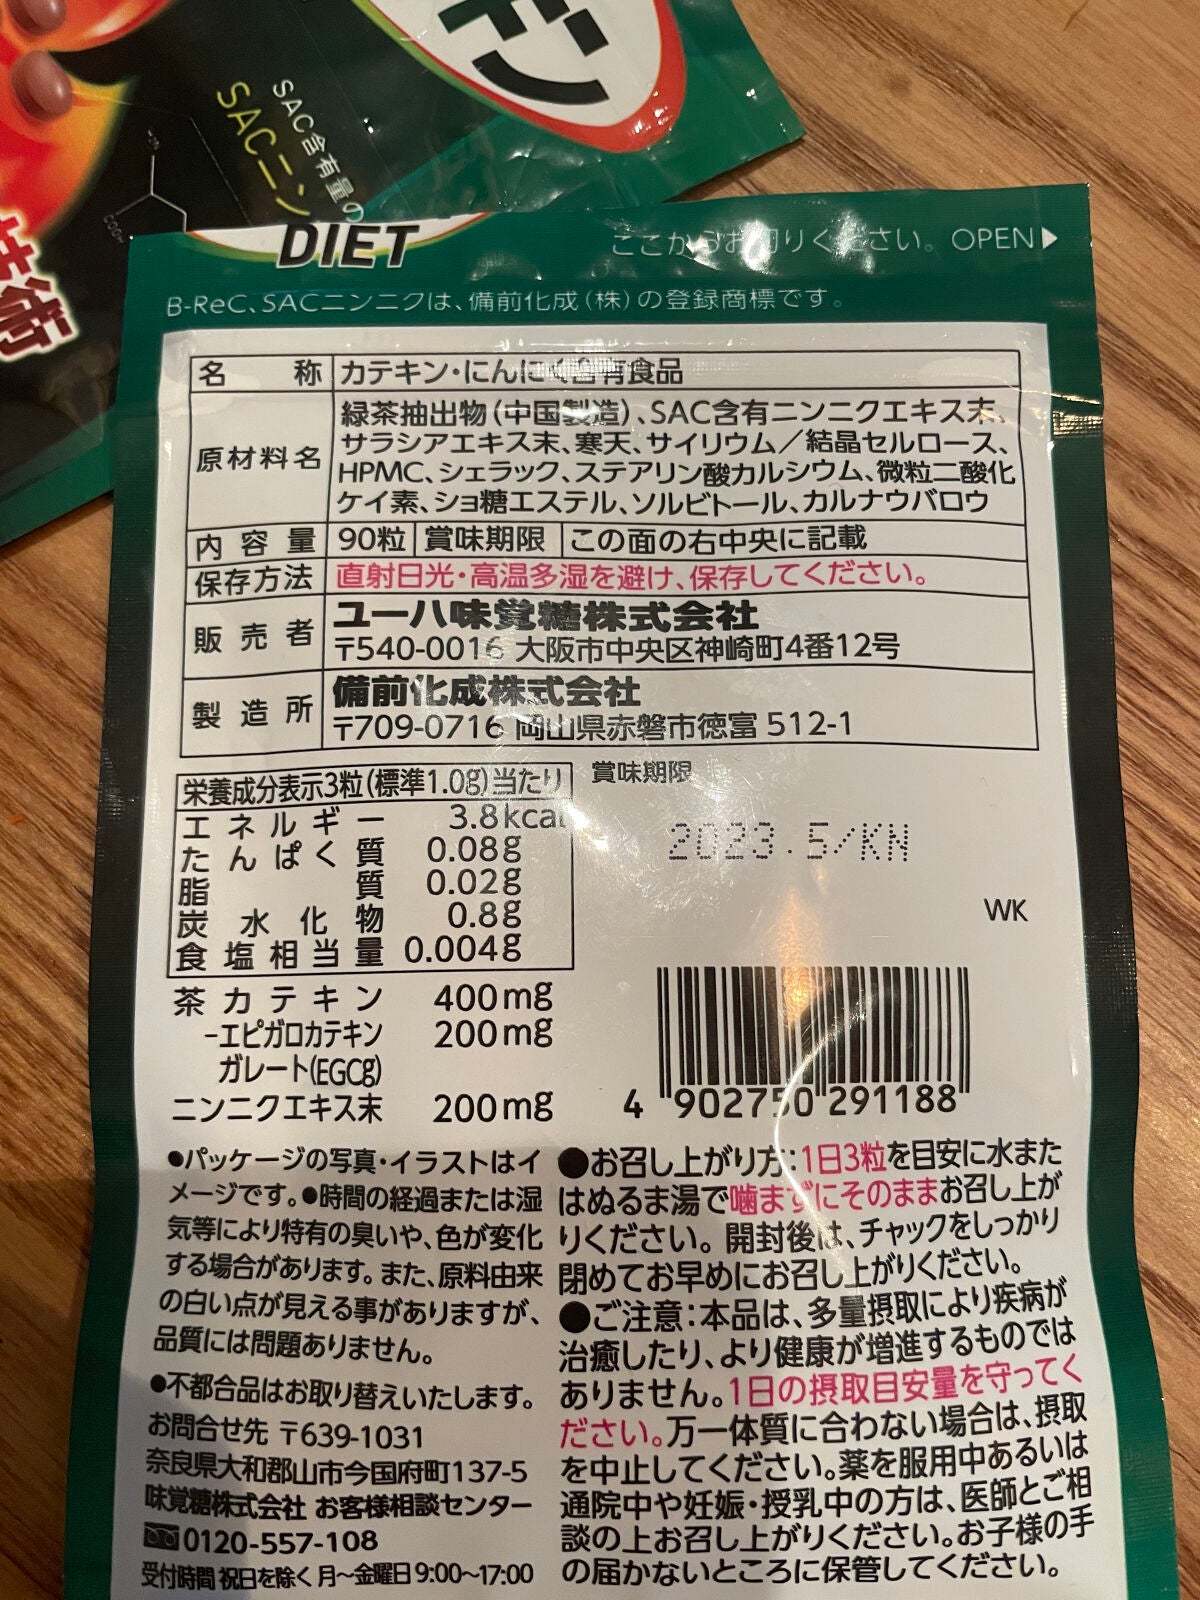 SAC含有量の
SACニンニ
DIET
ここからお切りください。OPEN▶
B-ReC、SACニンニクは、備前化成(株)の登録商標です。
名称 カテキン・にんにく含有食品
原材料名 緑茶抽出物(中国製造)、SAC含有ニンニクエキス末、
サラシアエキス末、寒天、サイリウム/結晶セルロース、
HPMC、シェラック、ステアリン酸カルシウム、微粒二酸化
ケイ素、ショ糖エステル、ソルビトール、カルナウバロウ
内容量 90粒 賞味期限 この面の右中央に記載
保存方法 直射日光・高温多湿を避け、保存してください。
販売者 ユーハ味覚糖株式会社
〒540-0016 大阪市中央区神崎町4番12号
製造所 備前化成株式会社
〒709-0716 岡山県赤磐市徳富 512-1
栄養成分表示3粒(標準1.0g)当たり
エネルギー 3.8kcal
たんぱく質 0.08g
脂質 0.02g
炭水化物 0.8g
食塩相当量 0.004g
茶カテキン 400mg
-エピガロカテキン 200mg
ガレート(EGCg)
ニンニクエキス末 200mg
賞味期限
2023.5/KN
WK
4 902750 291188
●パッケージの写真・イラストはイ
メージです。●時間の経過または湿
気等により特有の臭いや、色が変化
する場合があります。また、原料由来
の白い点が見える事がありますが、
品質には問題ありません。
●不都合品はお取り替えいたします。
お問合せ先 〒639-1031
奈良県大和郡山市今国府町137-5
味覚糖株式会社 お客様相談センター
0120-557-108
受付時間 祝日を除く月〜金曜日9:00〜17:00
●お召し上がり方:1日3粒を目安に水また
はぬるま湯で噛まずにそのままお召し上が
りください。開封後は、チャックをしっかり
閉めてお早めにお召し上がりください。
●ご注意:本品は、多量摂取により疾病が
治癒したり、より健康が増進するものでは
ありません。1日の摂取目安量を守ってく
ださい。万一体質に合わない場合は、摂取
を中止してください。薬を服用中あるいは
通院中や妊娠・授乳中の方は、医師とご相
談の上お召し上がりください。お子様の手
の届かないところに保管してください。